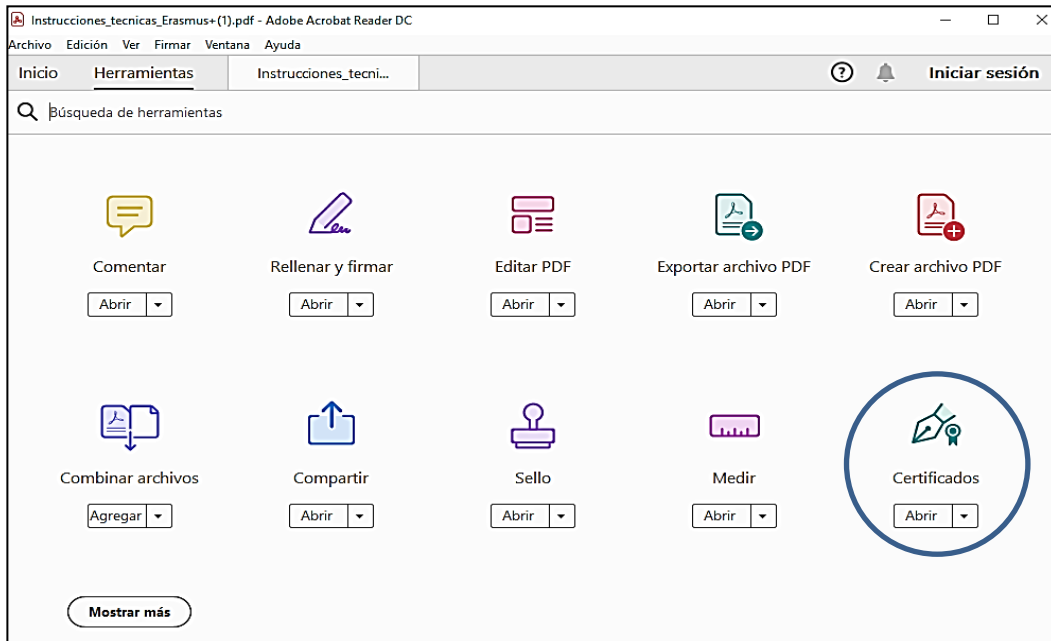 Instrucciones_tecnicas_Erasmus+(1).pdf - Adobe Acrobat Reader DC
Archivo Edición Ver Firmar Ventana Ayuda
Inicio Herramientas Instrucciones_tecni... Iniciar sesión
Búsqueda de herramientas
Comentar Rellenar y firmar Editar PDF Exportar archivo PDF Crear archivo PDF
Abrir Abrir Abrir Abrir Abrir
Combinar archivos Compartir Sello Medir Certificados
Agregar Abrir Abrir Abrir Abrir
Mostrar más